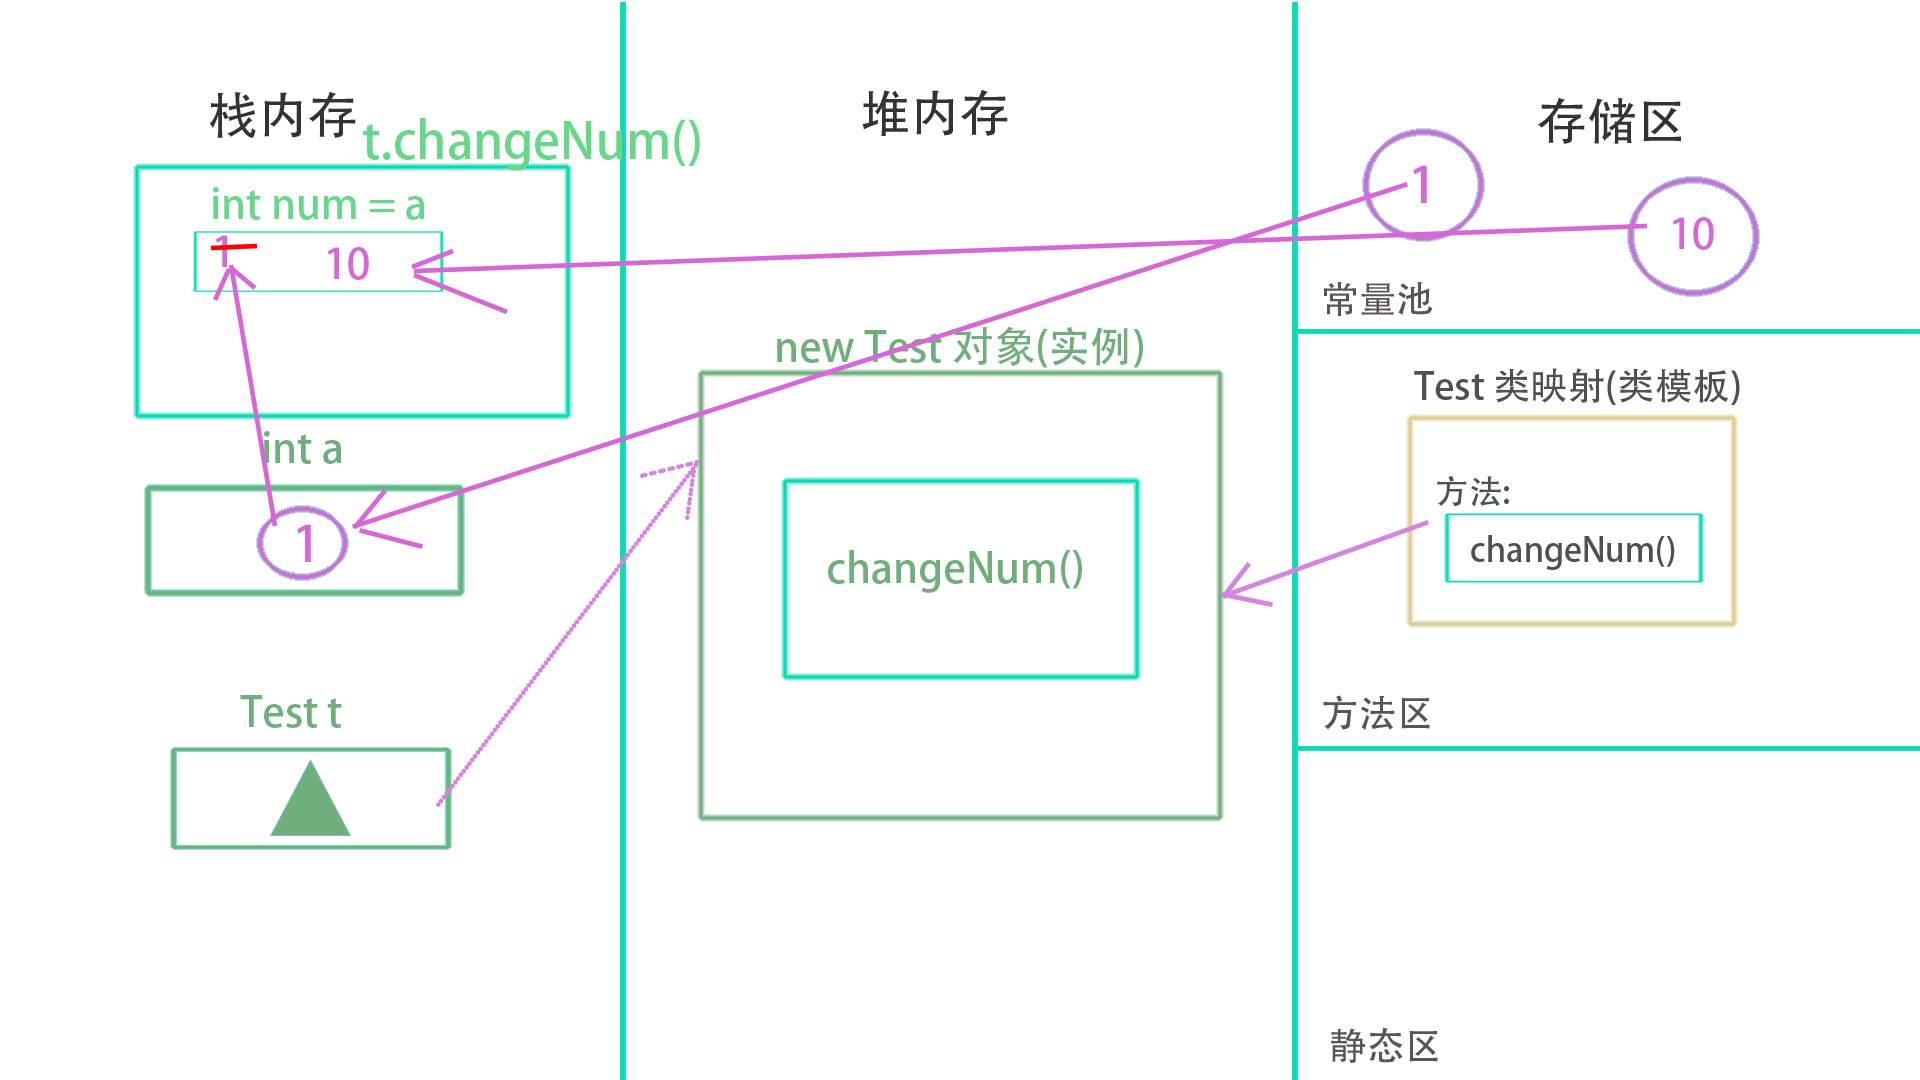 栈内存
t.changeNum()
int num = a
1
10
int a
1
Test t
堆内存
new Test 对象(实例)
changeNum()
存储区
1
10
常量池
Test 类映射(类模板)
方法:
changeNum()
方法区
静态区